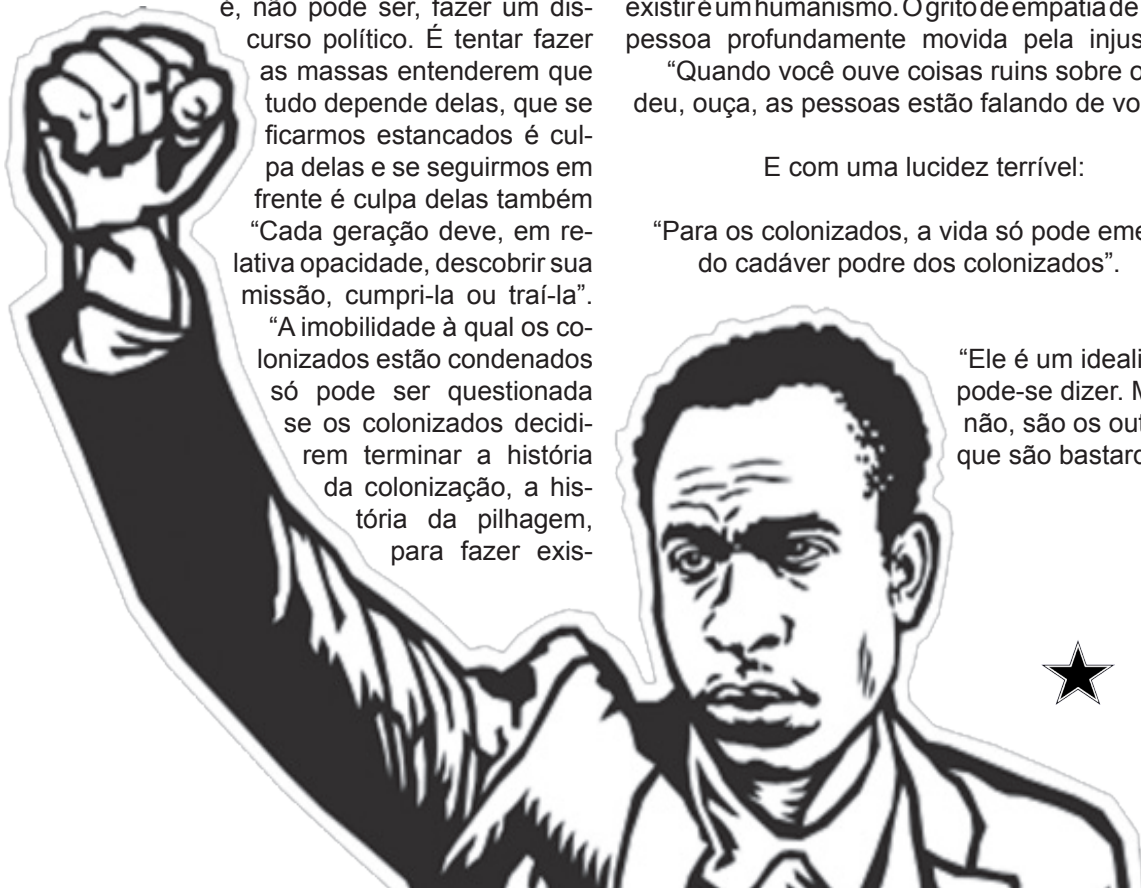 é, não pode ser, fazer um dis-
curso político. É tentar fazer
as massas entenderem que
tudo depende delas, que se
ficarmos estancados é cul-
pa delas e se seguirmos em
frente é culpa delas também
“Cada geração deve, em re-
lativa opacidade, descobrir sua
missão, cumpri-la ou traí-la”.
“A imobilidade à qual os co-
lonizados estão condenados
só pode ser questionada
se os colonizados decidi-
rem terminar a história
da colonização, a his-
tória da pilhagem,
para fazer exis-
existir é um humanismo. O grito de empatia de
pessoa profundamente movida pela injus
“Quando você ouve coisas ruins sobre o
deu, ouça, as pessoas estão falando de vo
E com uma lucidez terrível:
“Para os colonizados, a vida só pode eme
do cadáver podre dos colonizados”.
“Ele é um ideali
pode-se dizer. M
não, são os out
que são bastard